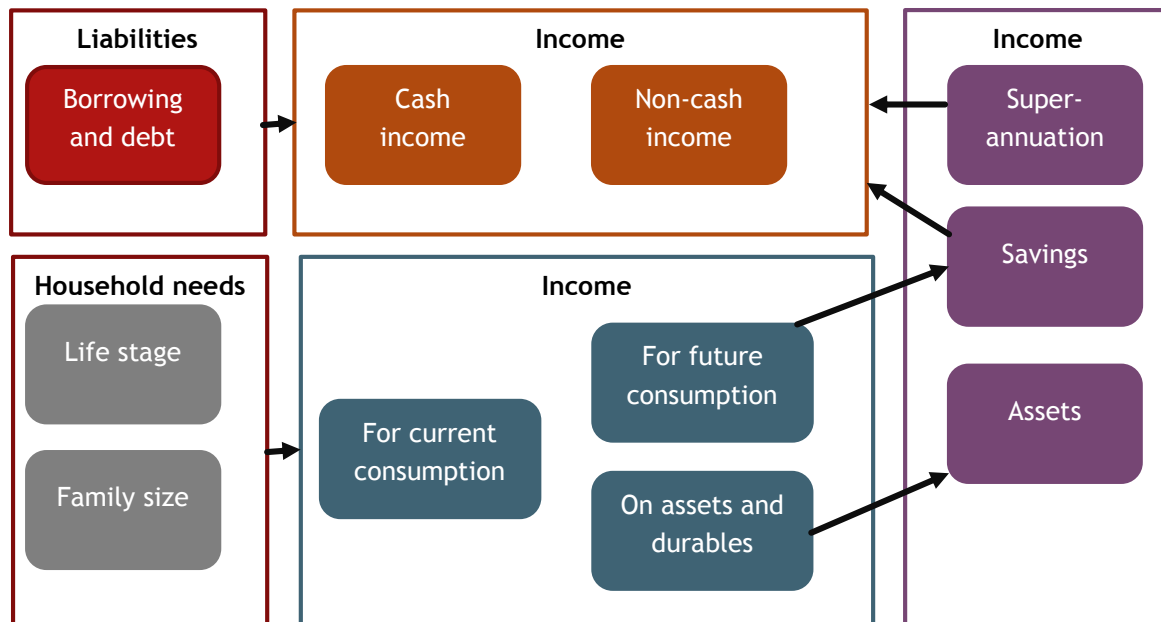 Liabilities
Borrowing
and debt
Income
Cash
income
Non-cash
income
Income
Super-
annuation
Savings
Assets
Household needs
Life stage
Family size
Income
For current
consumption
For future
consumption
On assets and
durables